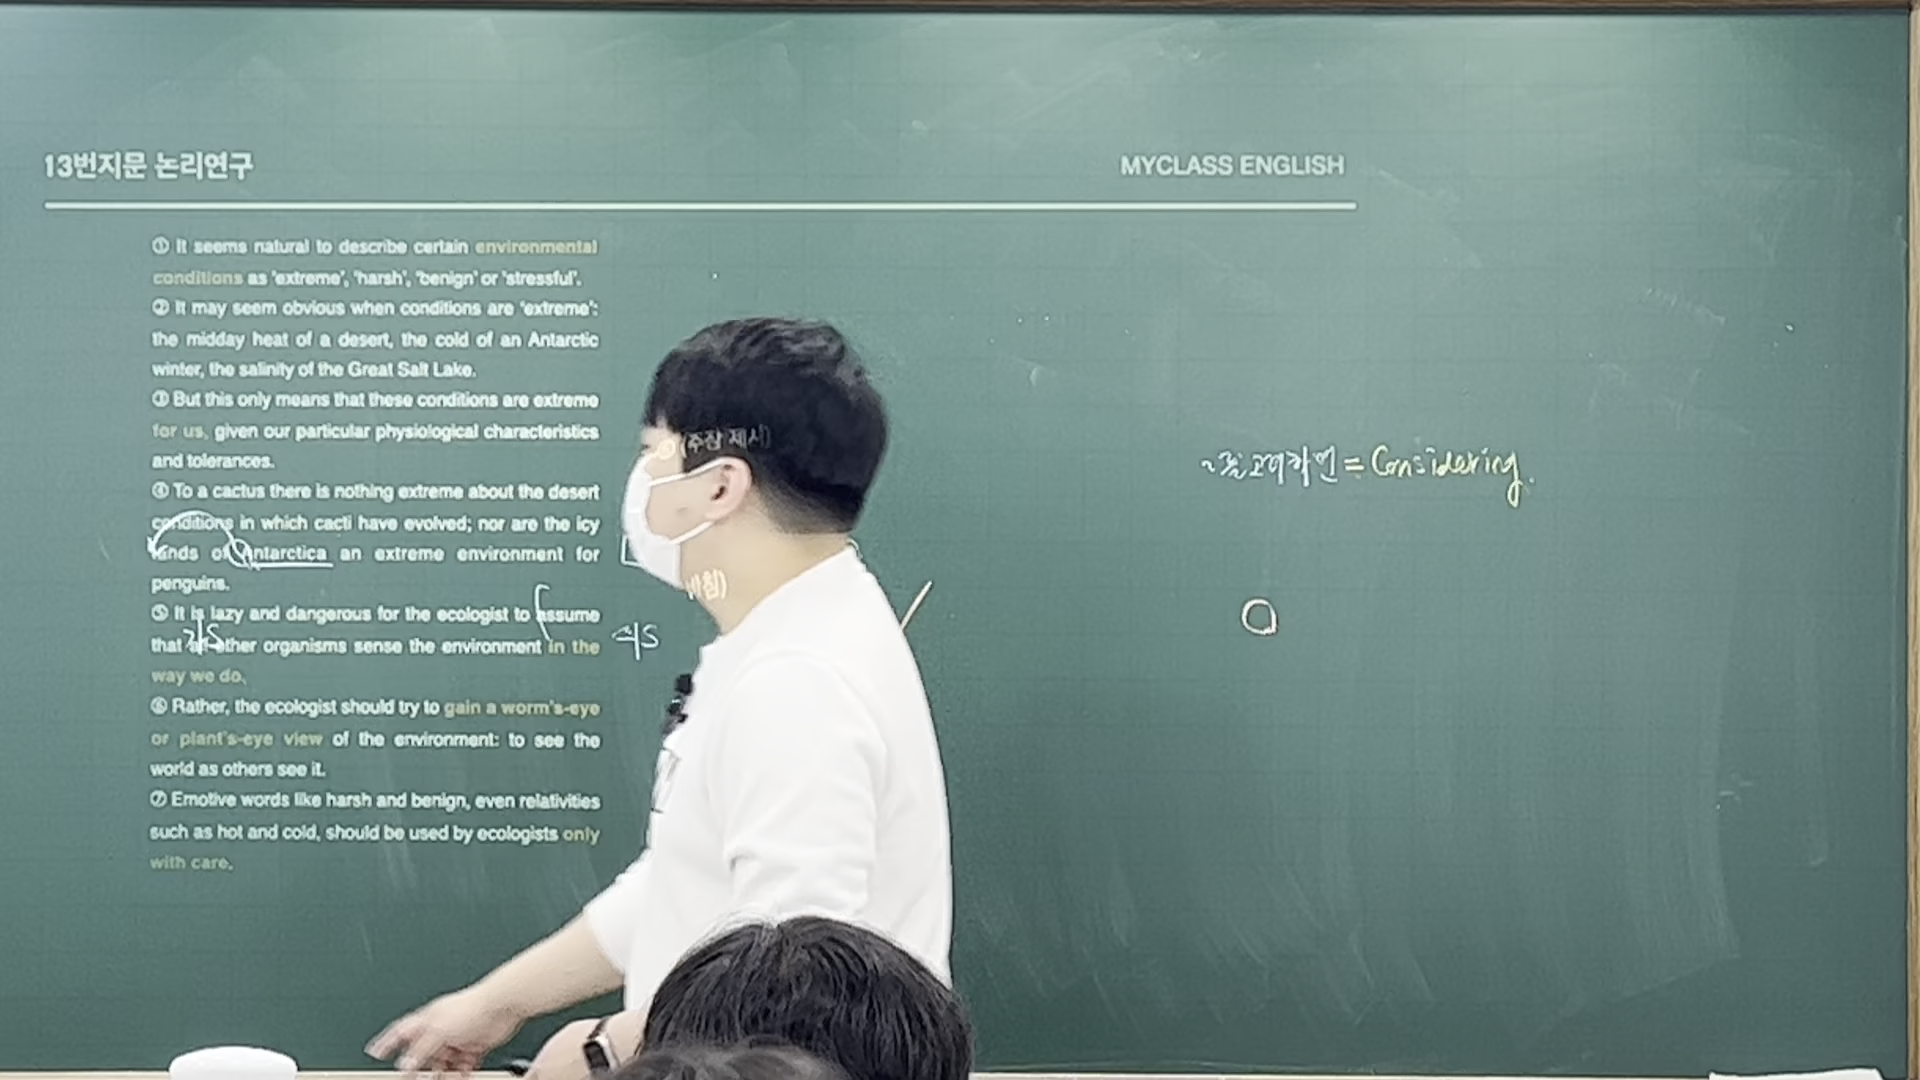 13번지문 논리연구
MYCLASS ENGLISH
① It seems natural to describe certain environmental
conditions as 'extreme', 'harsh', 'benign' or 'stressful'.
② It may seem obvious when conditions are 'extreme':
the midday heat of a desert, the cold of an Antarctic
winter, the salinity of the Great Salt Lake.
③ But this only means that these conditions are extreme
for us, given our particular physiological characteristics
and tolerances.
④ To a cactus there is nothing extreme about the desert
conditions in which cacti have evolved; nor are the icy
lands of Antarctica an extreme environment for
penguins.
⑤ It is lazy and dangerous for the ecologist to assume
that all other organisms sense the environment in the
way we do.
⑥ Rather, the ecologist should try to gain a worm's-eye
or plant's-eye view of the environment: to see the
world as others see it.
⑦ Emotive words like harsh and benign, even relativities
such as hot and cold, should be used by ecologists only
with care.
(주장 제시)
~를 고려하면 = Considering.